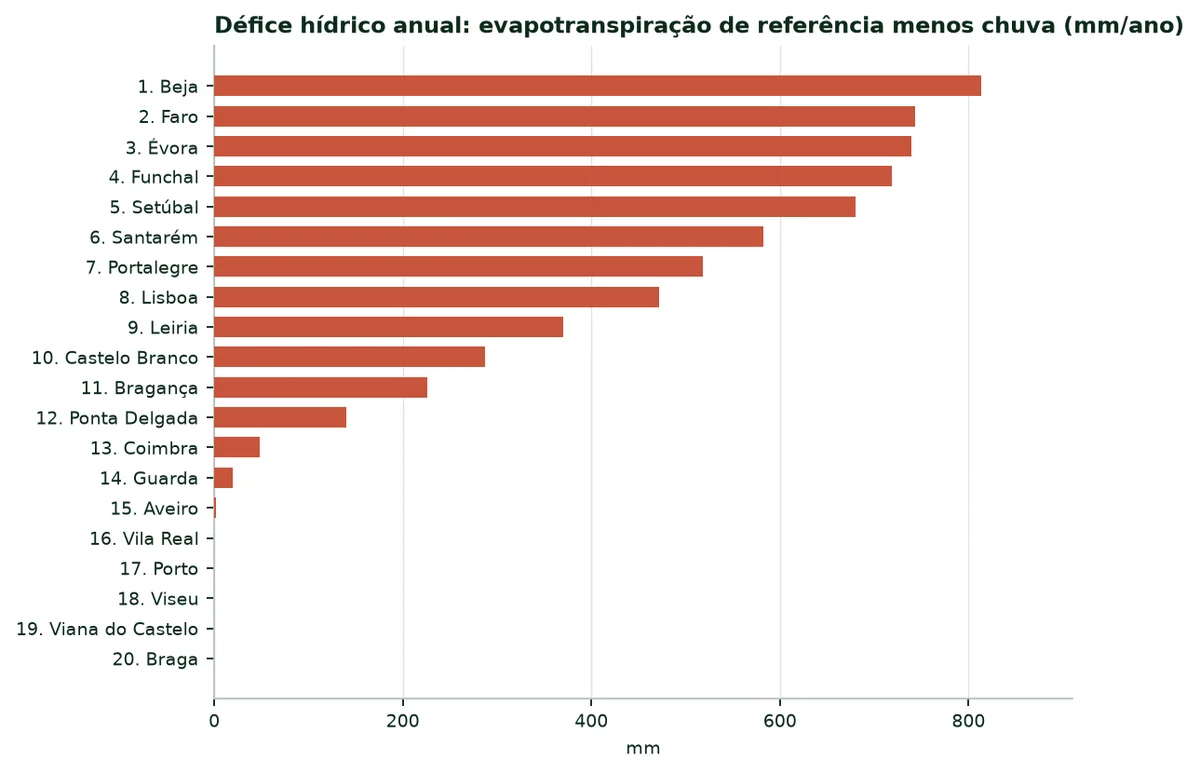 Défice hídrico anual: evapotranspiração de referência menos chuva (mm/ano)
1. Beja
2. Faro
3. Évora
4. Funchal
5. Setúbal
6. Santarém
7. Portalegre
8. Lisboa
9. Leiria
10. Castelo Branco
11. Bragança
12. Ponta Delgada
13. Coimbra
14. Guarda
15. Aveiro
16. Vila Real
17. Porto
18. Viseu
19. Viana do Castelo
20. Braga
0 200 400 600 800
mm